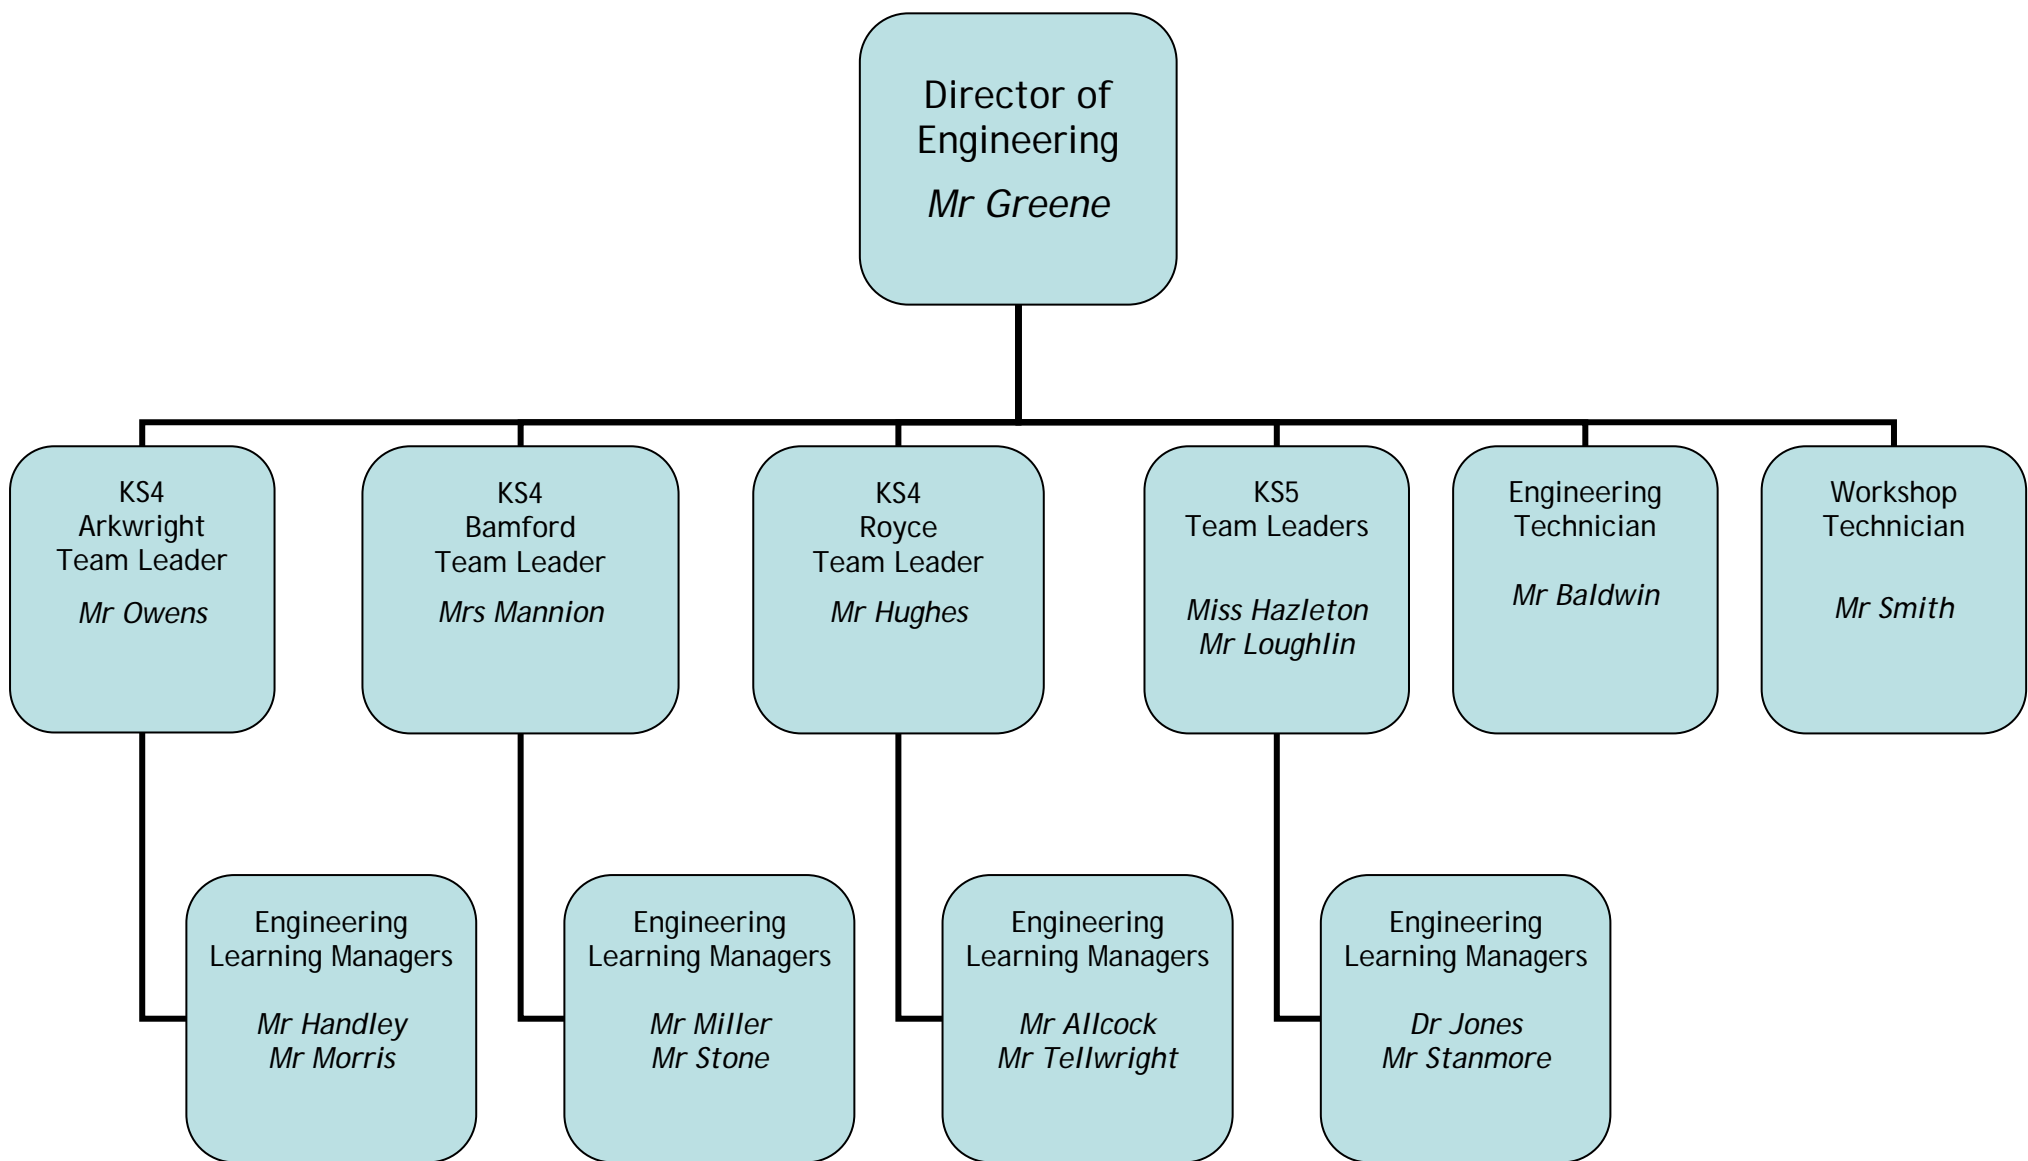 Director of
Engineering
Mr Greene
KS4
Arkwright
Team Leader
Mr Owens
KS4
Bamford
Team Leader
Mrs Mannion
KS4
Royce
Team Leader
Mr Hughes
KS5
Team Leaders
Miss Hazleton
Mr Loughlin
Engineering
Technician
Mr Baldwin
Workshop
Technician
Mr Smith
Engineering
Learning Managers
Mr Handley
Mr Morris
Engineering
Learning Managers
Mr Miller
Mr Stone
Engineering
Learning Managers
Mr Allcock
Mr Tellwright
Engineering
Learning Managers
Dr Jones
Mr Stanmore